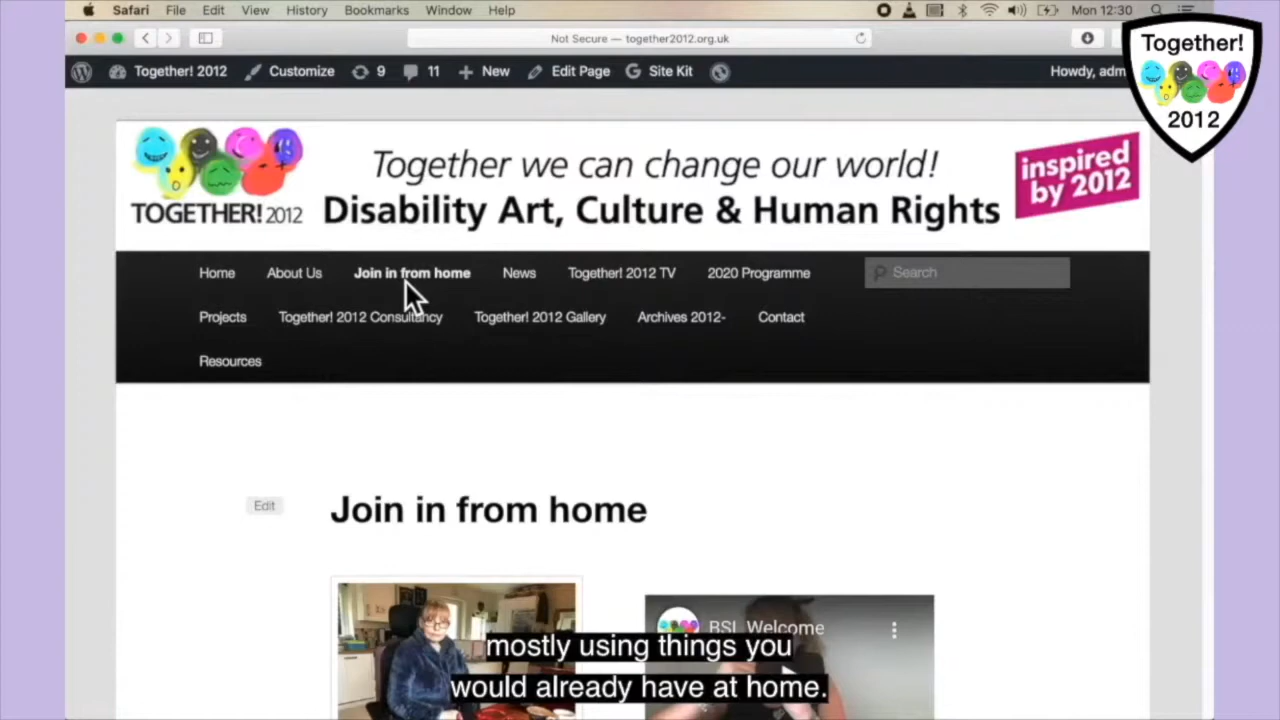 Safari File Edit View History Bookmarks Window Help Mon 12:30
Not Secure — together2012.org.uk
Together! 2012 Customize 9 11 New Edit Page Site Kit Howdy, adm
Together!
2012
Together we can change our world!
Disability Art, Culture & Human Rights
TOGETHER! 2012
inspired
by 2012
Home About Us Join in from home News Together! 2012 TV 2020 Programme Search
Projects Together! 2012 Consultancy Together! 2012 Gallery Archives 2012- Contact
Resources
Edit
Join in from home
BSL Welcome
mostly using things you
would already have at home.